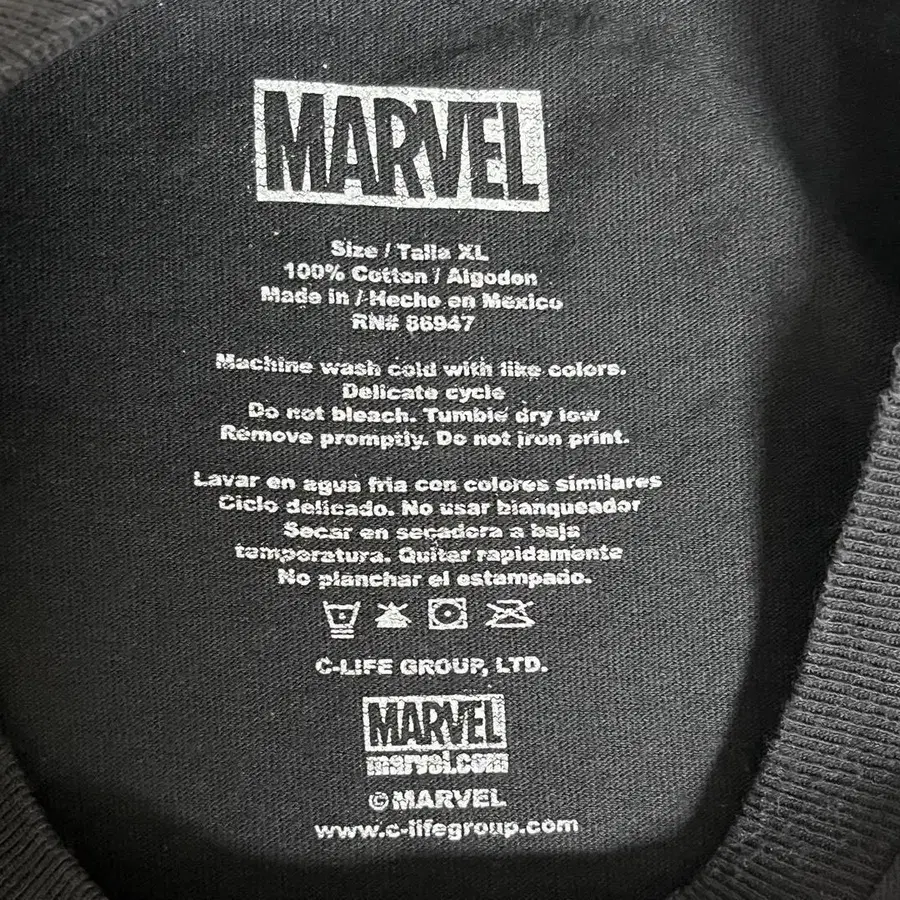 MARVEL
Size / Talla XL
100% Cotton / Algodon
Made in / Hecho en Mexico
RN# 86947
Machine wash cold with like colors.
Delicate cycle
Do not bleach. Tumble dry low
Remove promptly. Do not iron print.
Lavar en agua fria con colores similares
Ciclo delicado. No usar blanqueador
Secar en secadora a baja
temperatura. Quitar rapidamente
No planchar el estampado.
C-LIFE GROUP, LTD.
MARVEL
marvel.com
© MARVEL
www.c-lifegroup.com